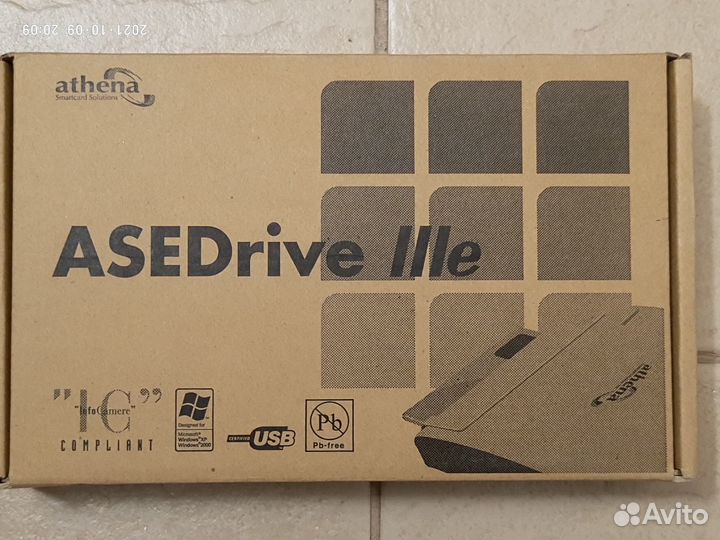 2021-10-09 20:09
athena
Smartcard Solutions
ASEDrive IIIe
athena
"IC"
"InfoCamere"
COMPLIANT
Designed for
Microsoft®
Windows®XP
Windows®2000
CERTIFIED USB
Pb
Pb-free
Avito